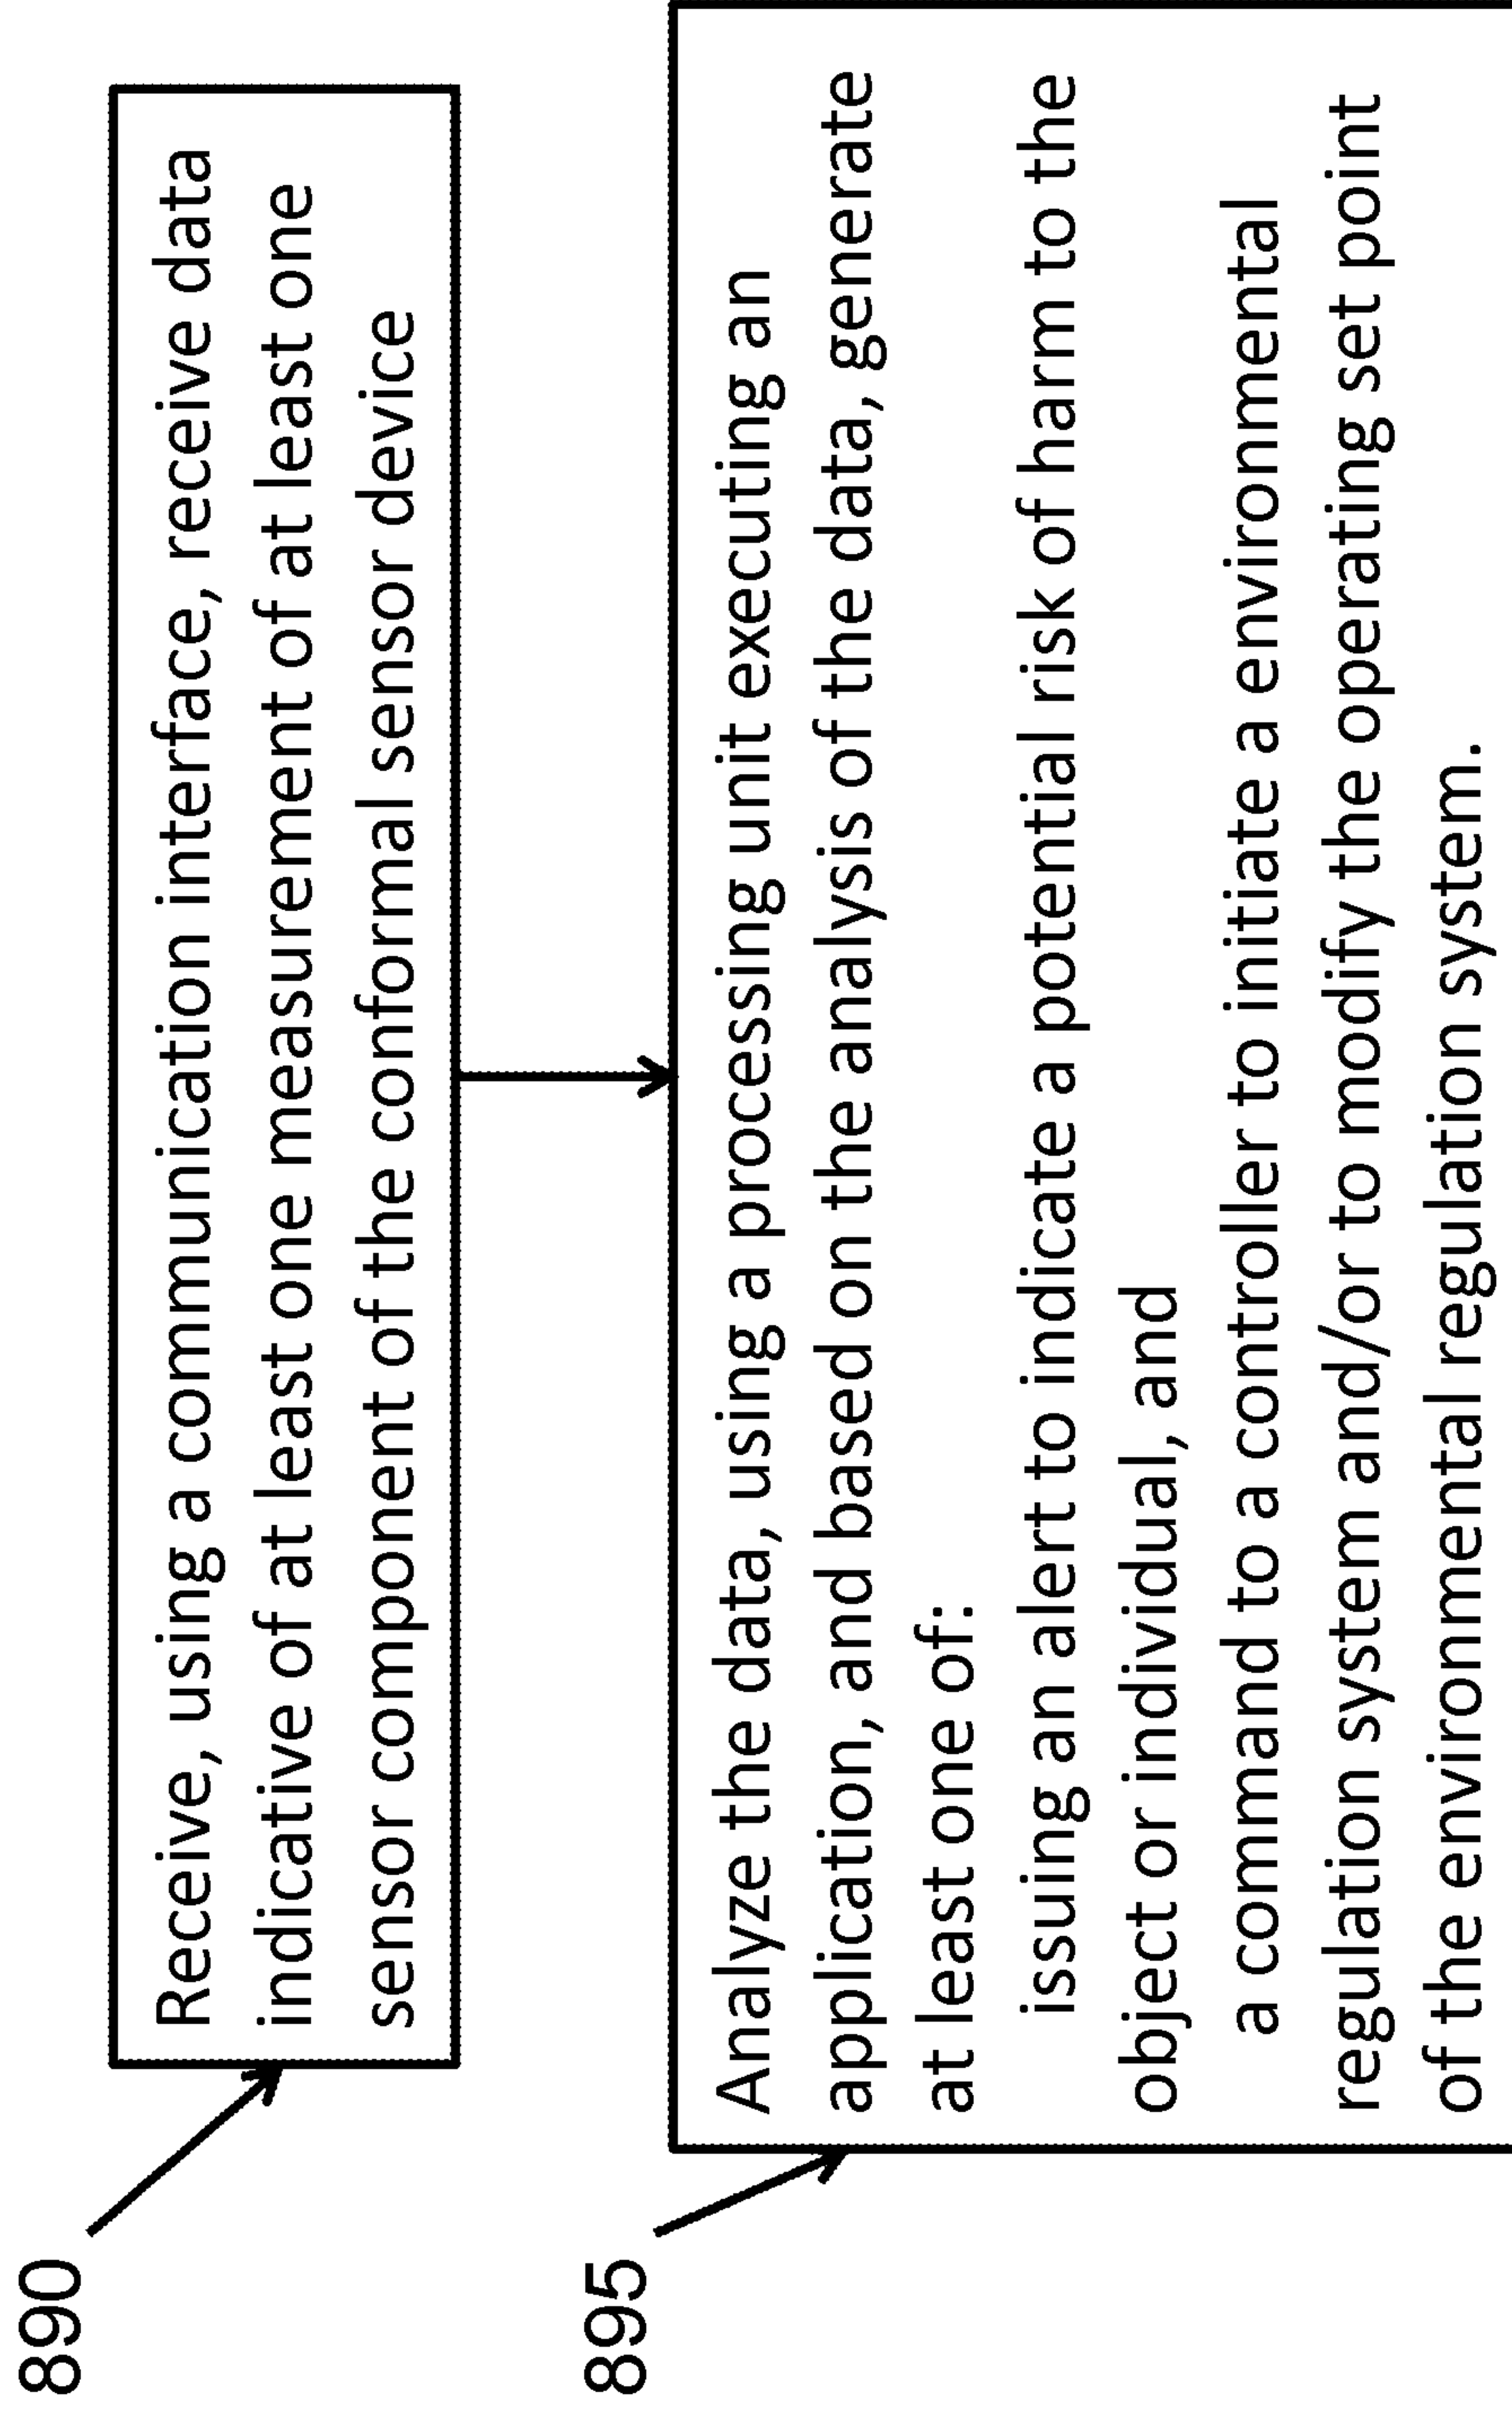 890
Receive, using a communication interface, receive data
indicative of at least one measurement of at least one
sensor component of the conformal sensor device
895
Analyze the data, using a processing unit executing an
application, and based on the analysis of the data, generate
at least one of:
issuing an alert to indicate a potential risk of harm to the
object or individual, and
a command to a controller to initiate a environmental
regulation system and/or to modify the operating set point
of the environmental regulation system.